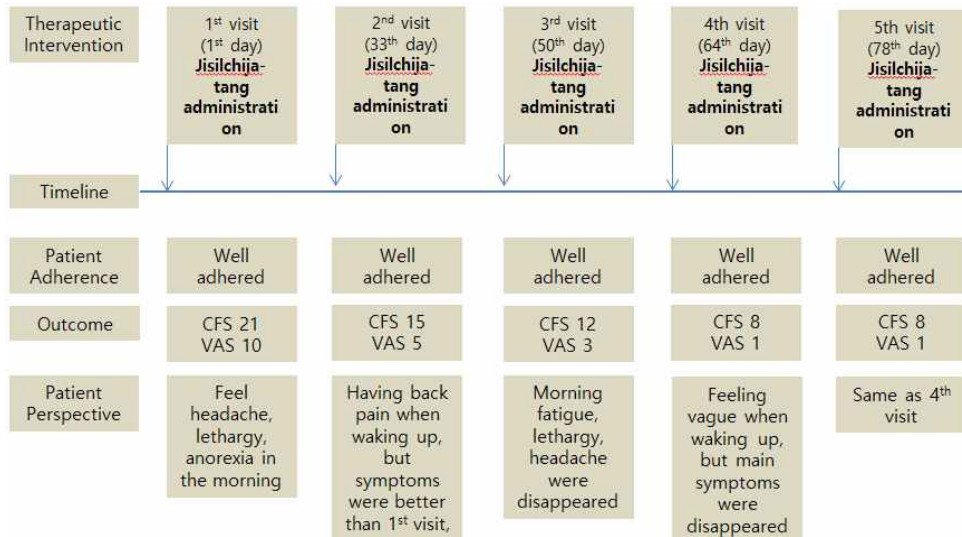 Therapeutic
Intervention
1st visit
(1st day)
Jisilchija-
tang
administrati
on
2nd visit
(33th day)
Jisilchija-
tang
administrati
on
3rd visit
(50th day)
Jisilchija-
tang
administrati
on
4th visit
(64th day)
Jisilchija-
tang
administrati
on
5th visit
(78th day)
Jisilchija-
tang
administrati
on
Timeline
Patient
Adherence
Well
adhered
Well
adhered
Well
adhered
Well
adhered
Well
adhered
Outcome
CFS 21
VAS 10
CFS 15
VAS 5
CFS 12
VAS 3
CFS 8
VAS 1
CFS 8
VAS 1
Patient
Perspective
Feel
headache,
lethargy,
anorexia in
the morning
Having back
pain when
waking up,
but
symptoms
were better
than 1st visit,
Morning
fatigue,
lethargy,
headache
were
disappeared
Feeling
vague when
waking up,
but main
symptoms
were
disappeared
Same as 4th
visit